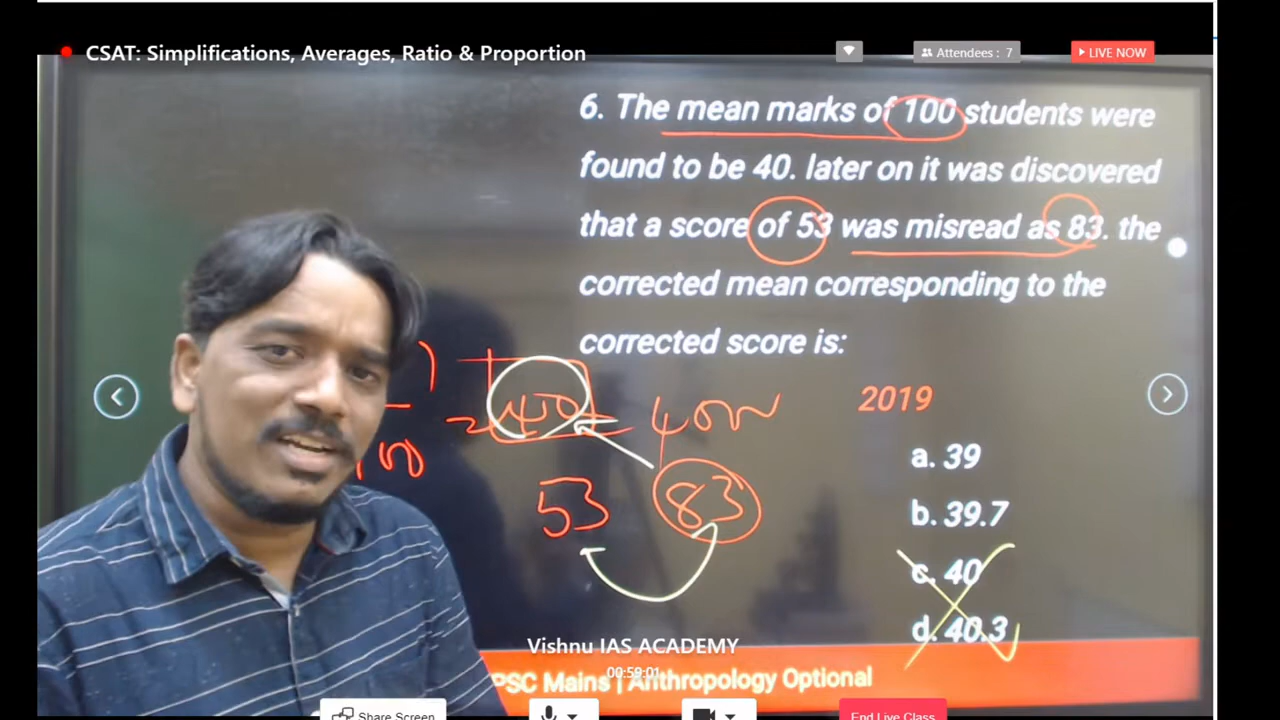 CSAT: Simplifications, Averages, Ratio & Proportion
Attendees : 7
LIVE NOW
6. The mean marks of 100 students were
found to be 40. later on it was discovered
that a score of 53 was misread as 83. the
corrected mean corresponding to the
corrected score is:
100
53 83
2019
a. 39
b. 39.7
c. 40
d. 40.3
Vishnu IAS ACADEMY
00:59:01
PSC Mains | Anthropology Optional
Share Screen
End Live Class